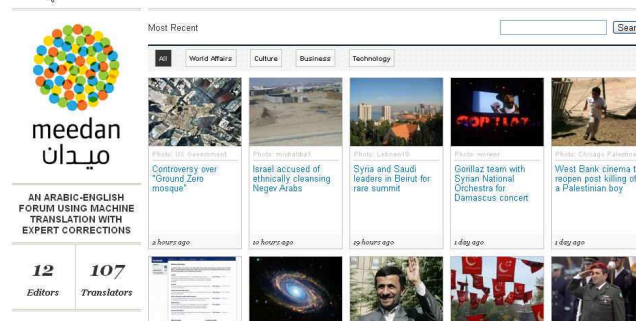 Most Recent
Sear
All
World Affairs
Culture
Business
Technology
meedan
ميدان
AN ARABIC-ENGLISH
FORUM USING MACHINE
TRANSLATION WITH
EXPERT CORRECTIONS
12
107
Editors
Translators
Photo: US Government
Controversy over
"Ground Zero
mosque"
2 hours ago
Israel accused of
ethnically cleansing
Negev Arabs
10 hours ago
Syria and Saudi
leaders in Beirut for
rare summit
19 hours ago
Gorillaz team with
Syrian National
Orchestra for
Damascus concert
1 day ago
Photo: Chicago Palestine
West Bank cinema t
reopen post killing of
a Palestinian boy
1 day ago